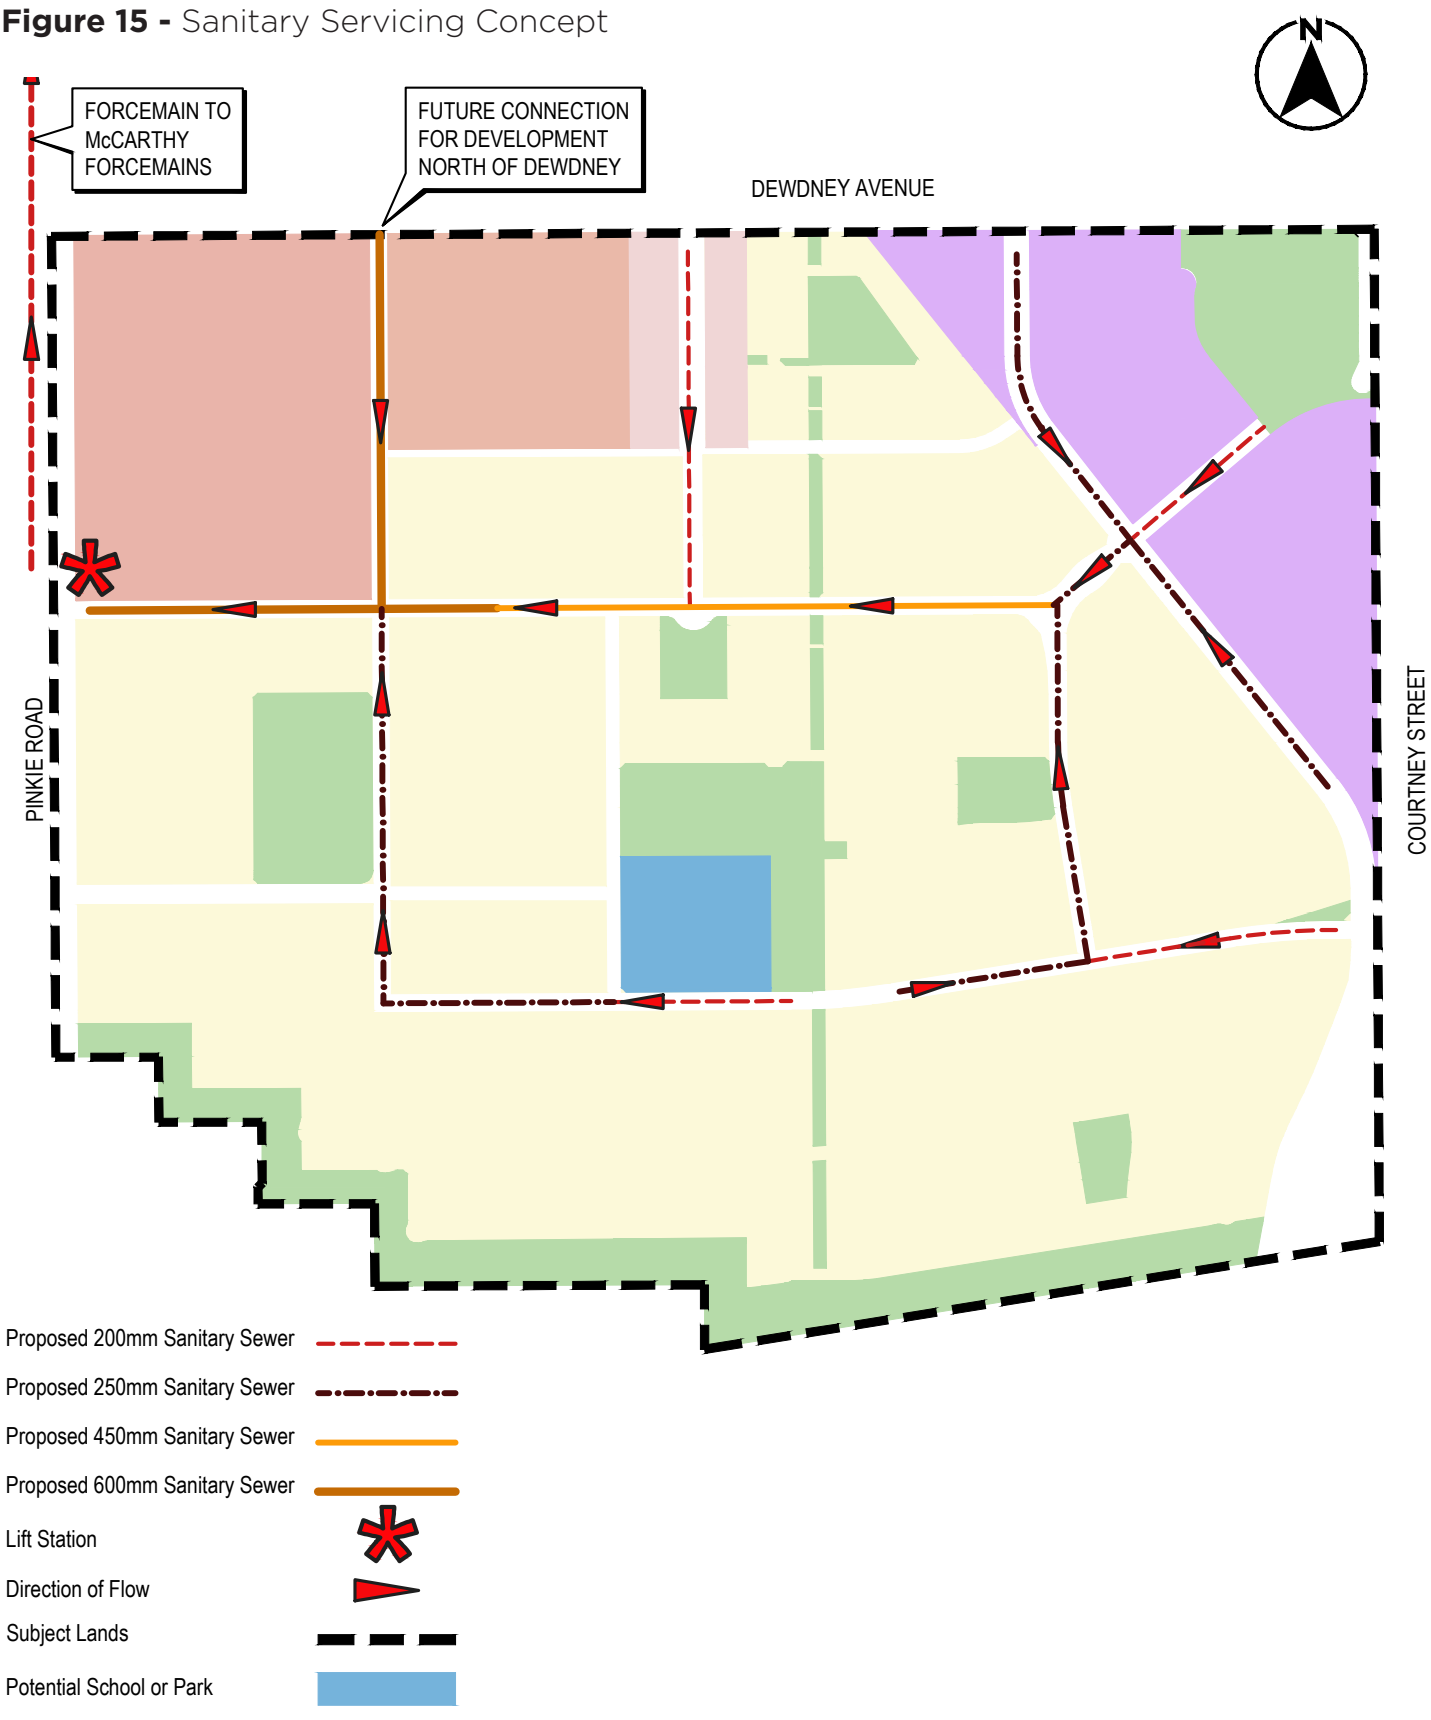 Figure 15 - Sanitary Servicing Concept
N
FORCEMAIN TO
McCARTHY
FORCEMAINS
FUTURE CONNECTION
FOR DEVELOPMENT
NORTH OF DEWDNEY
DEWDNEY AVENUE
PINKIE ROAD
COURTNEY STREET
Proposed 200mm Sanitary Sewer
Proposed 250mm Sanitary Sewer
Proposed 450mm Sanitary Sewer
Proposed 600mm Sanitary Sewer
Lift Station
Direction of Flow
Subject Lands
Potential School or Park